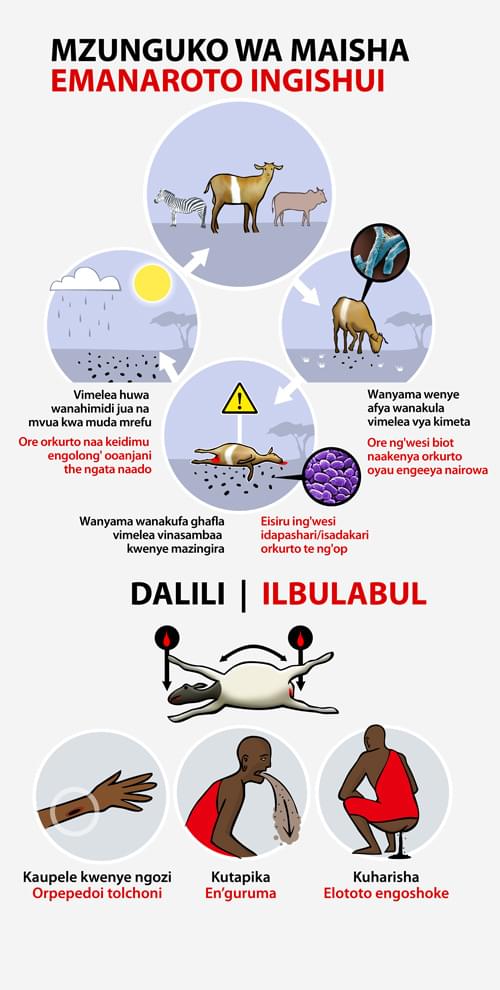 MZUNGUKO WA MAISHA
EMANAROTO INGISHUI
Vimelea huwa
wanahimidi jua na
mvua kwa muda mrefu
Ore orkurto naa keidimu
engolong' ooanjani
the ngata naado
Wanyama wenye
afya wanakula
vimelea vya kimeta
Ore ng'wesi biot
naakenya orkurto
oyau engeeya nairowa
Wanyama wanakufa ghafla
vimelea vinasambaa
kwenye mazingira
Eisiru ing'wesi
idapashari/isadakari
orkurto te ng'op
DALILI | ILBULABUL
Kaupele kwenye ngozi
Orpepedoi tolchoni
Kutapika
En'guruma
Kuharisha
Elototo engoshoke